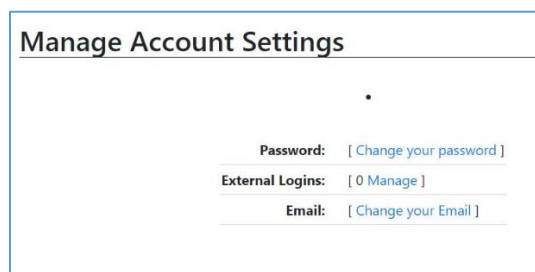 Manage Account Settings
•
Password: [ Change your password ]
External Logins: [ 0 Manage ]
Email: [ Change your Email ]